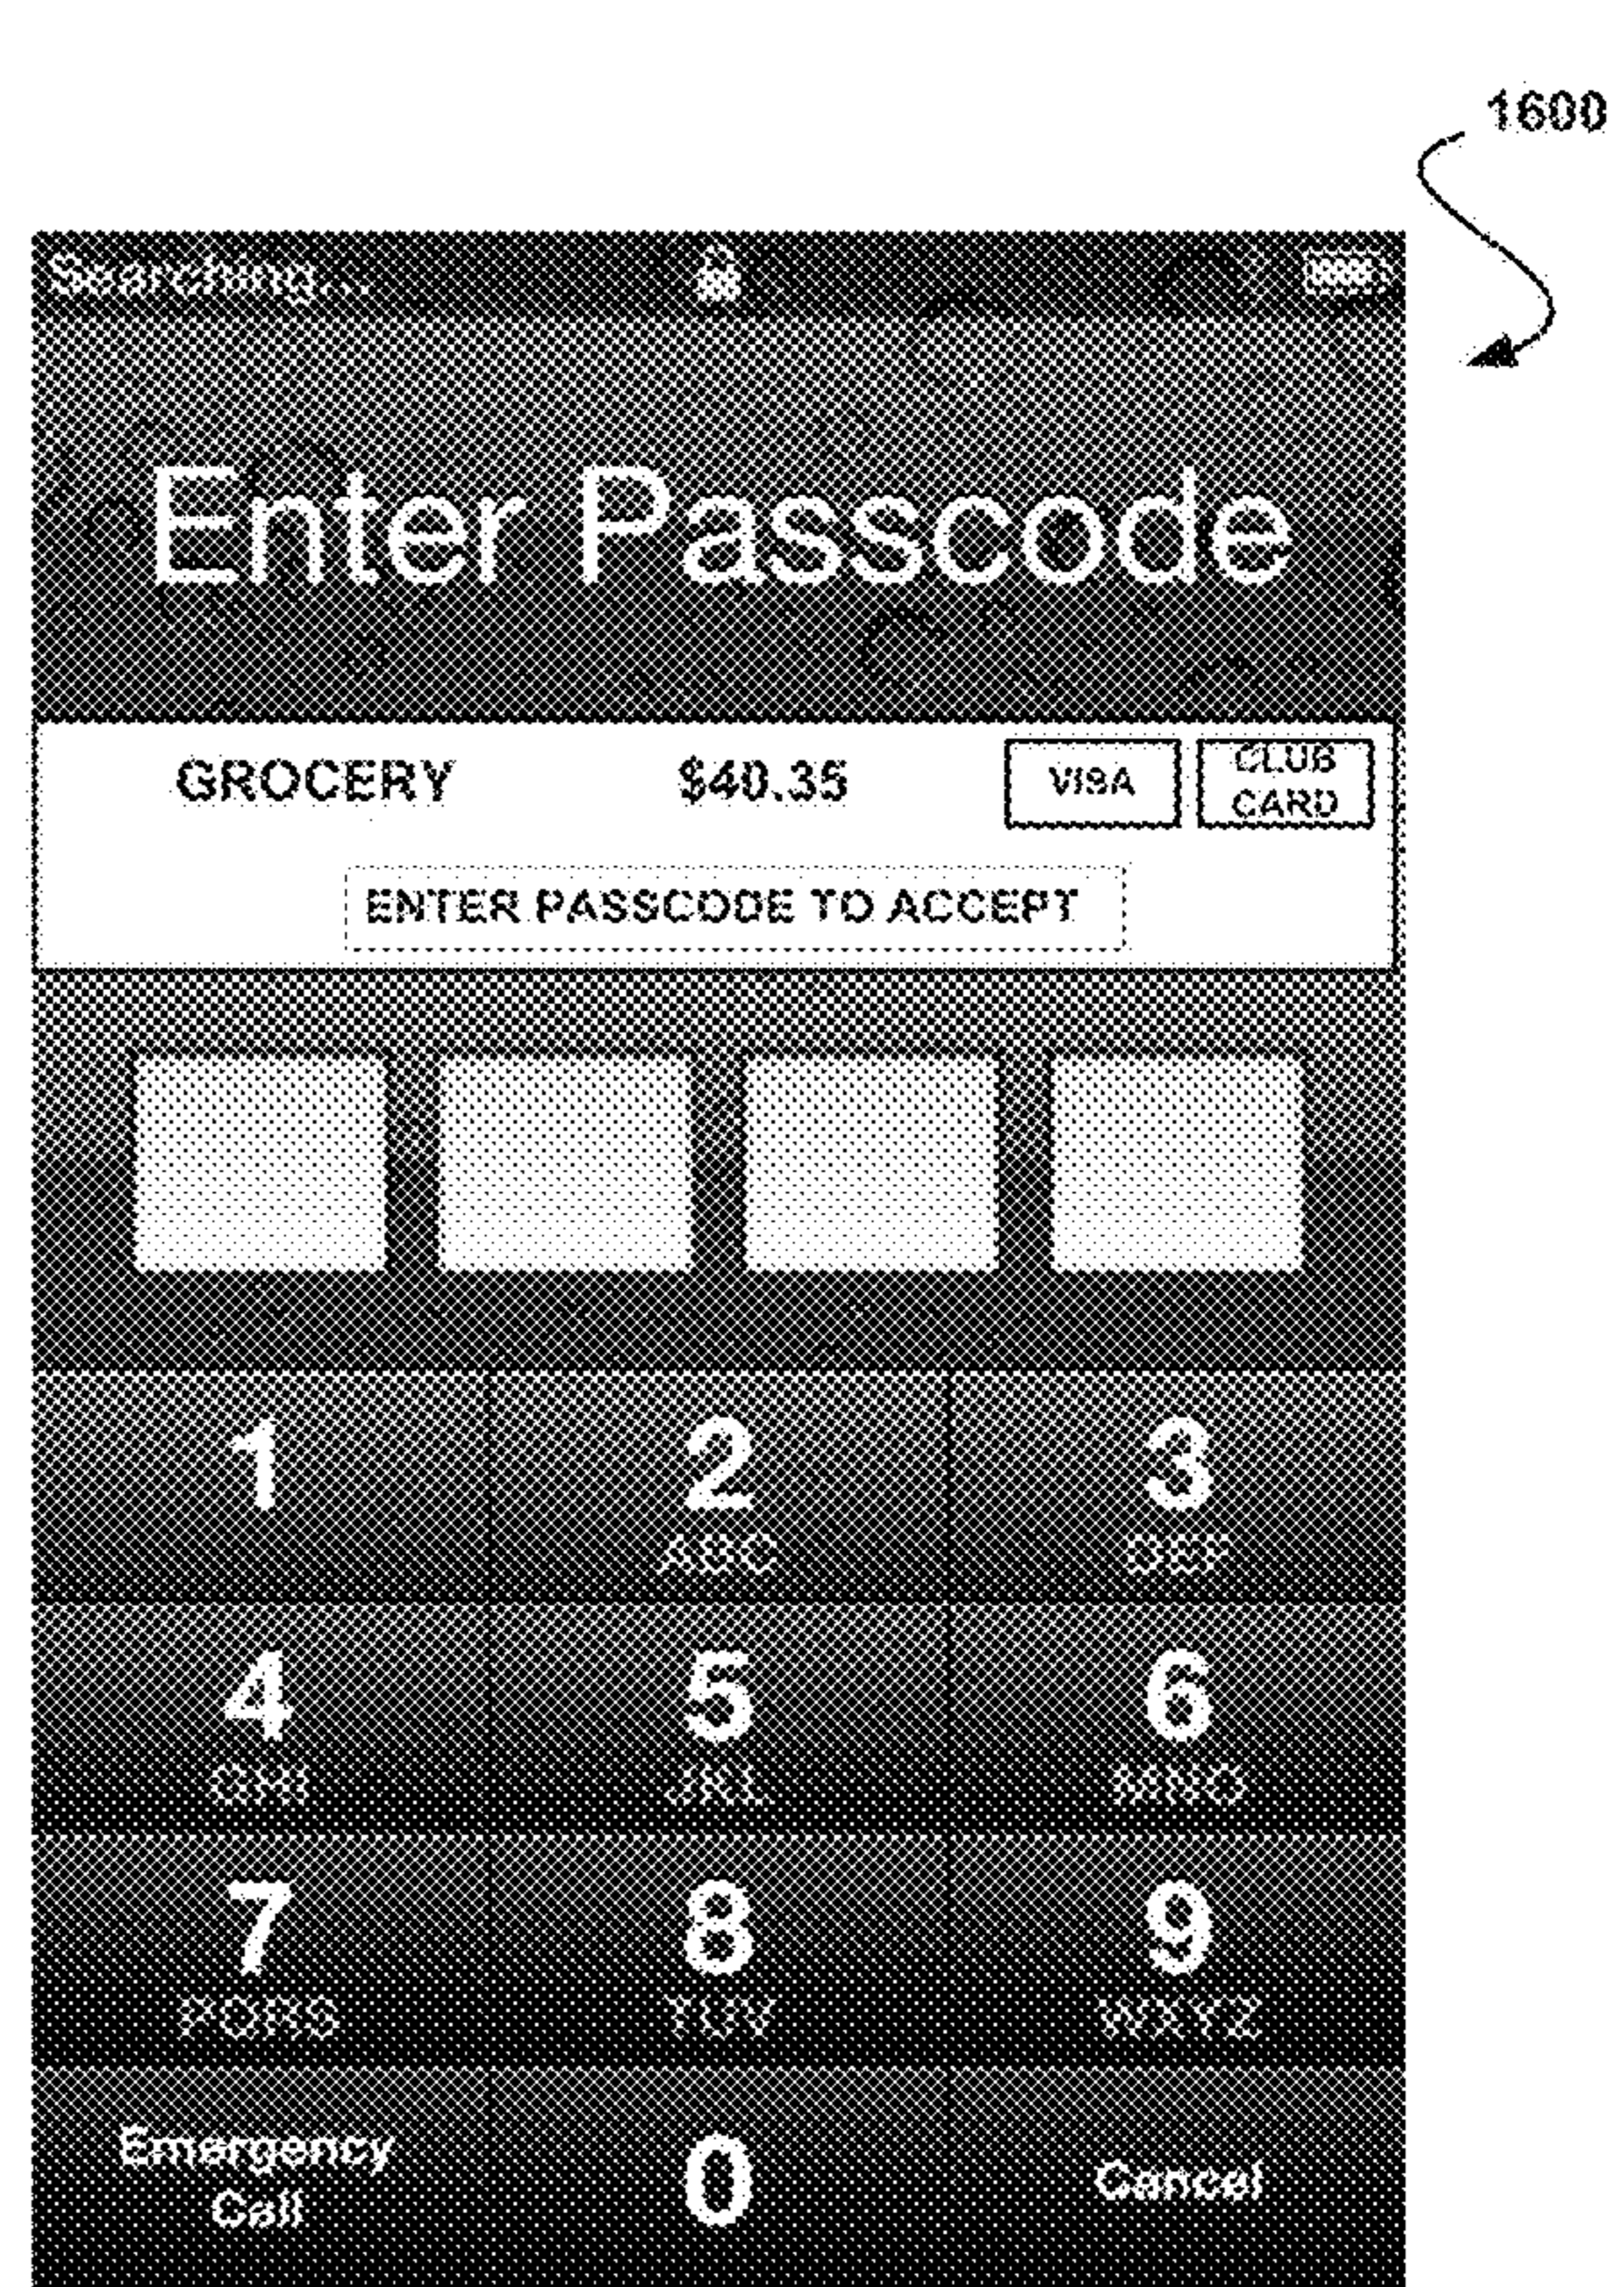 1600
Searching...
Enter Passcode
GROCERY $40.35 VISA CLUB CARD
ENTER PASSCODE TO ACCEPT
1 2 3
ABC DEF
4 5 6
GHI JKL MNO
7 8 9
PQRS TUV WXYZ
Emergency Call 0 Cancel